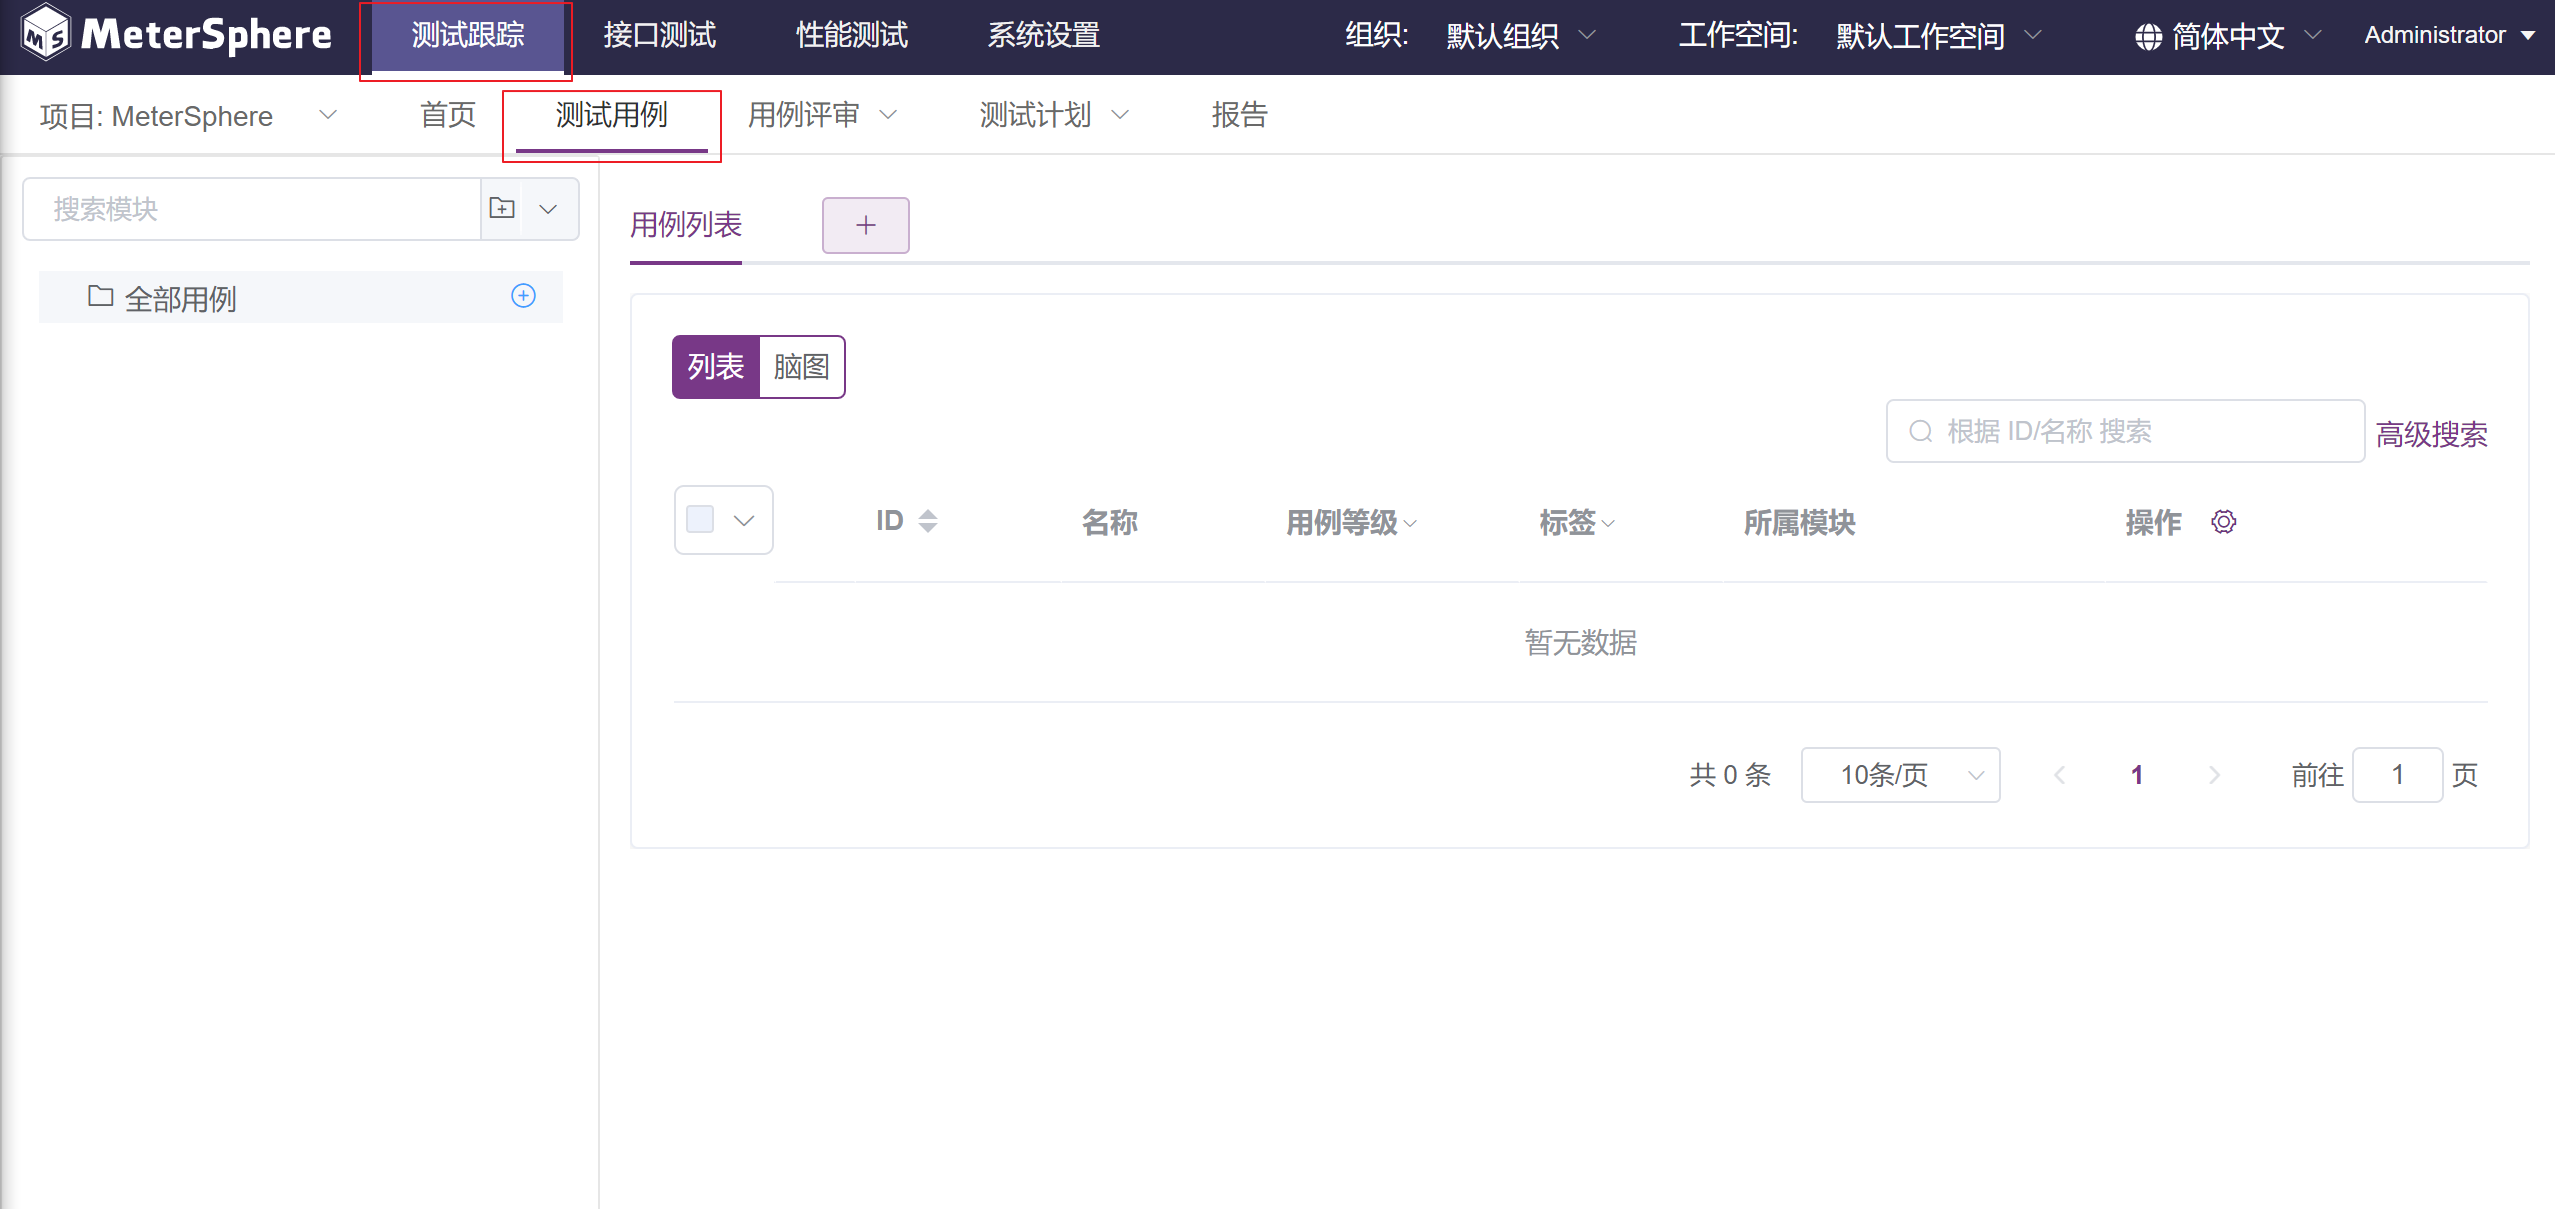 MeterSphere 测试跟踪 接口测试 性能测试 系统设置 组织: 默认组织 工作空间: 默认工作空间 简体中文 Administrator
项目: MeterSphere 首页 测试用例 用例评审 测试计划 报告
搜索模块
全部用例
用例列表
列表 脑图
根据 ID/名称 搜索 高级搜索
ID 名称 用例等级 标签 所属模块 操作
暂无数据
共 0 条 10条/页 1 前往 1 页